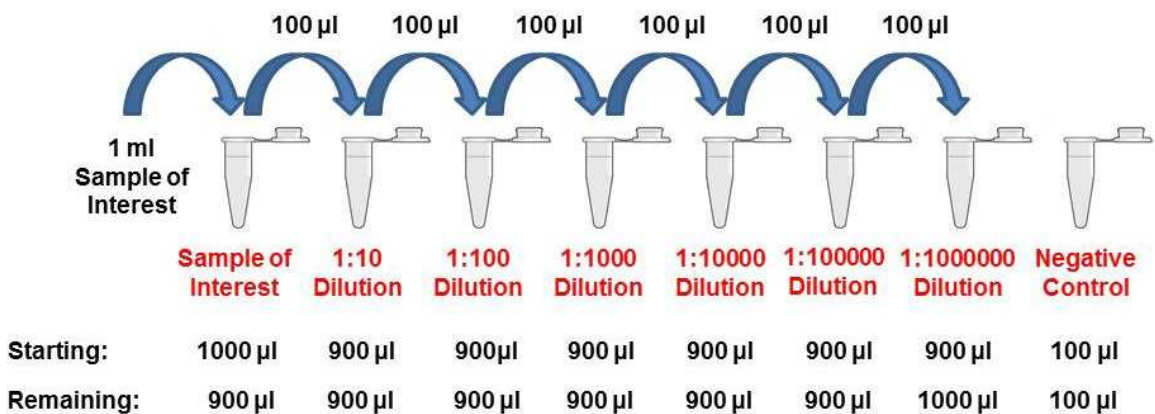 100 µl 100 µl 100 µl 100 µl 100 µl 100 µl
1 ml
Sample of
Interest
Sample of
Interest
1:10
Dilution
1:100
Dilution
1:1000
Dilution
1:10000
Dilution
1:100000
Dilution
1:1000000
Dilution
Negative
Control
Starting: 1000 µl 900 µl 900µl 900 µl 900 µl 900 µl 900 µl 100 µl
Remaining: 900 µl 900 µl 900 µl 900 µl 900 µl 900 µl 1000 µl 100 µl